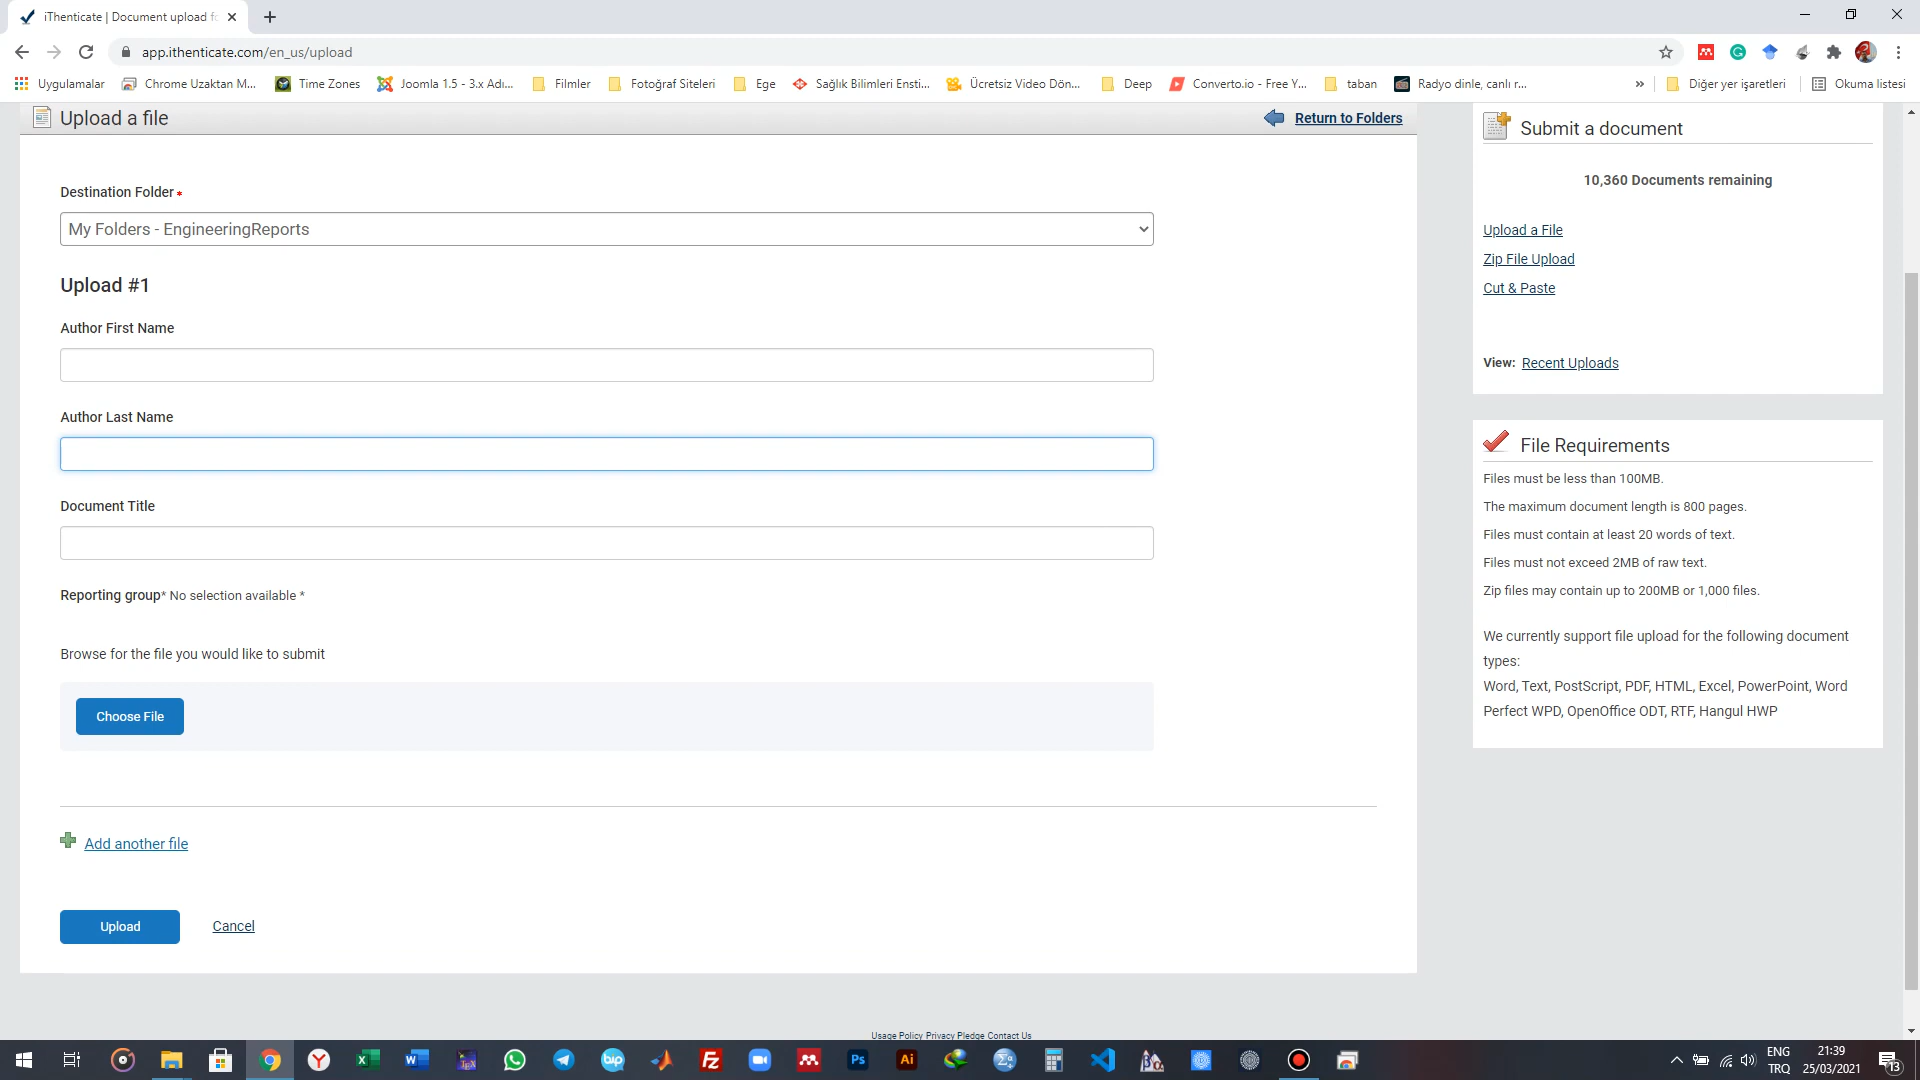 iThenticate | Document upload fo
app.ithenticate.com/en_us/upload
Uygulamalar
Chrome Uzaktan M...
Time Zones
Joomla 1.5 - 3.x Adı...
Filmler
Fotoğraf Siteleri
Ege
Sağlık Bilimleri Ensti...
Ücretsiz Video Dön...
Deep
Converto.io - Free Y...
taban
Radyo dinle, canlı r...
»
Diğer yer işaretleri
Okuma listesi
Upload a file
Return to Folders
Destination Folder *
My Folders - EngineeringReports
Upload #1
Author First Name
Author Last Name
Document Title
Reporting group* No selection available *
Browse for the file you would like to submit
Choose File
Add another file
Upload
Cancel
Submit a document
10,360 Documents remaining
Upload a File
Zip File Upload
Cut & Paste
View: Recent Uploads
File Requirements
Files must be less than 100MB.
The maximum document length is 800 pages.
Files must contain at least 20 words of text.
Files must not exceed 2MB of raw text.
Zip files may contain up to 200MB or 1,000 files.
We currently support file upload for the following document
types:
Word, Text, PostScript, PDF, HTML, Excel, PowerPoint, Word
Perfect WPD, OpenOffice ODT, RTF, Hangul HWP
Usage Policy Privacy Pledge Contact Us
bip
Ps
Ai
ENG
TRQ
21:39
25/03/2021
13